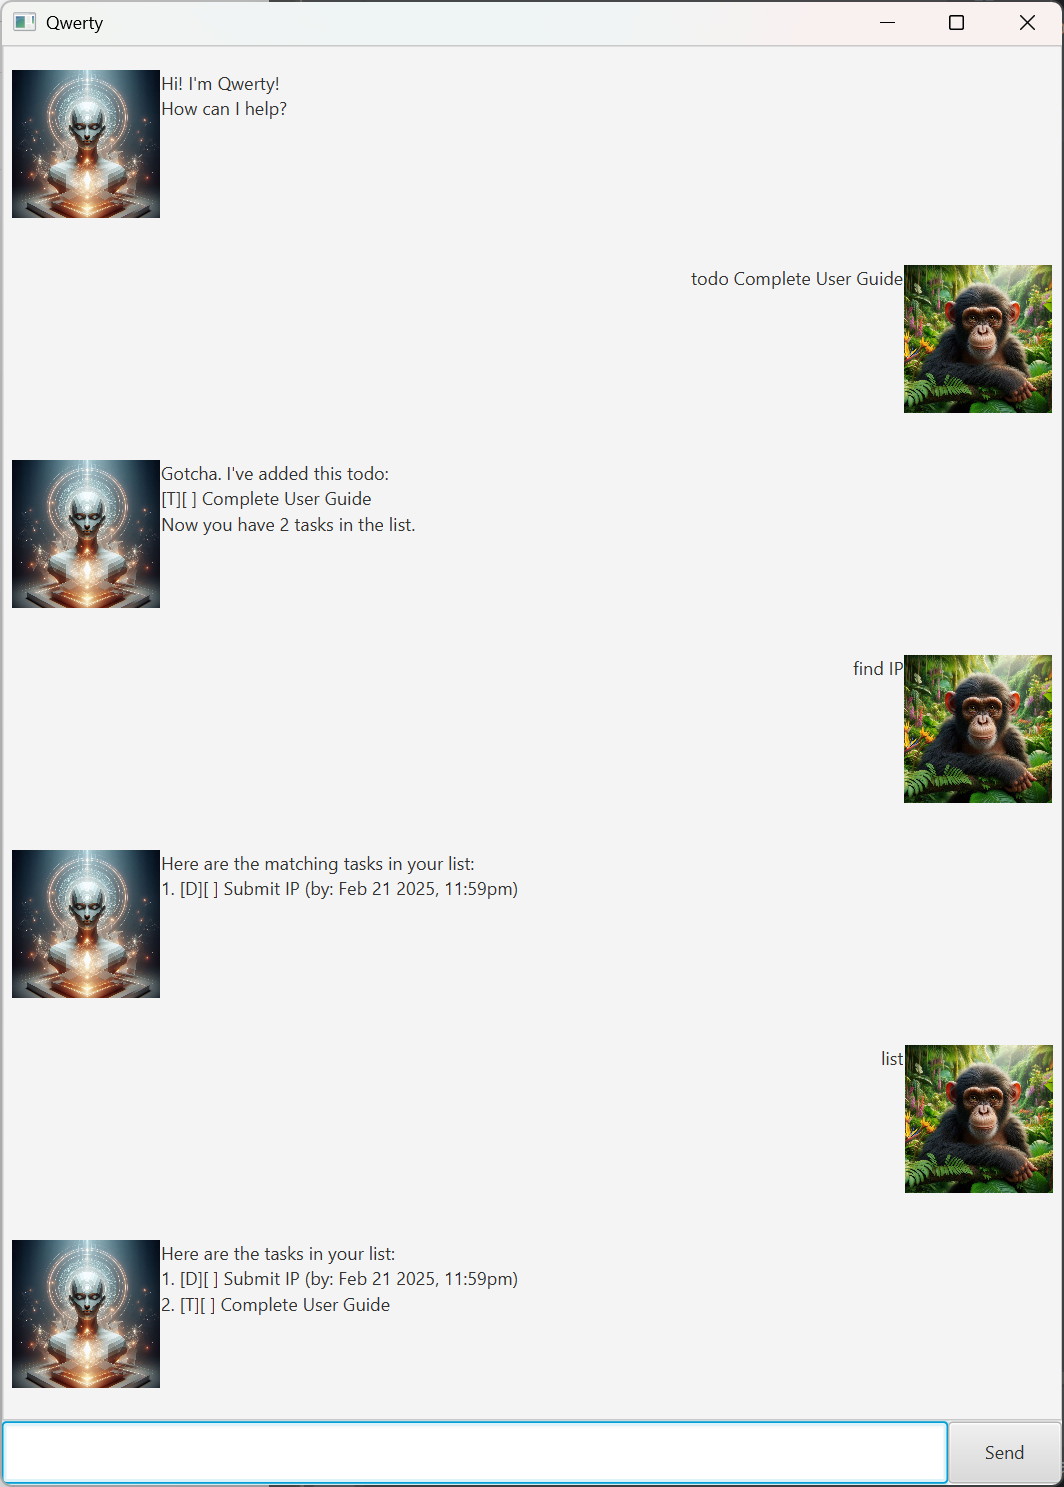 Qwerty
Hi! I'm Qwerty!
How can I help?
todo Complete User Guide
Gotcha. I've added this todo:
[T][ ] Complete User Guide
Now you have 2 tasks in the list.
find IP
Here are the matching tasks in your list:
1. [D][ ] Submit IP (by: Feb 21 2025, 11:59pm)
list
Here are the tasks in your list:
1. [D][ ] Submit IP (by: Feb 21 2025, 11:59pm)
2. [T][ ] Complete User Guide
Send